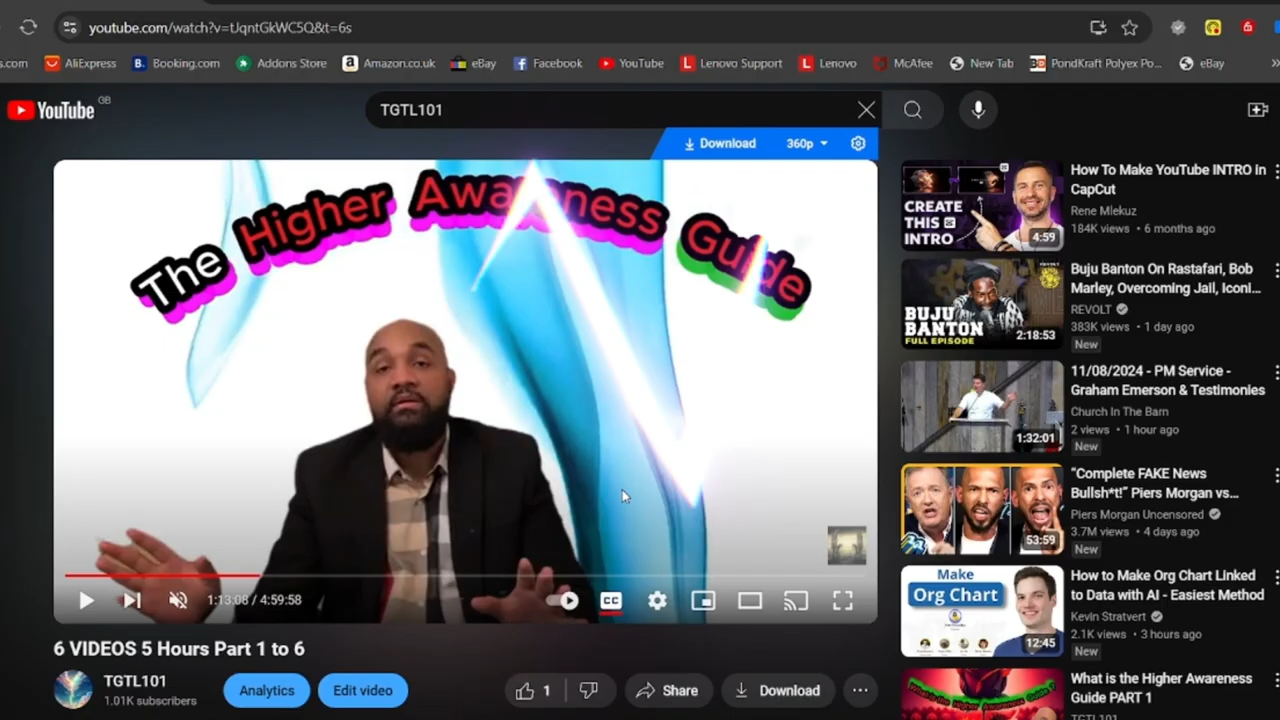 youtube.com/watch?v=tJqntGkWC5Q&t=6s
s.com AliExpress Booking.com Addons Store Amazon.co.uk eBay Facebook YouTube Lenovo Support Lenovo McAfee New Tab PondKraft Polyex Po... eBay
YouTube GB
TGTL101
Download 360p
The Higher Awareness Guide
1:13:08 / 4:59:58
CC
6 VIDEOS 5 Hours Part 1 to 6
TGTL101
1.01K subscribers
Analytics
Edit video
1
Share
Download
CREATE
THIS
INTRO
4:59
How To Make YouTube INTRO in
CapCut
Rene Mlekuz
184K views • 6 months ago
BUJU
BANTON
FULL EPISODE
2:18:53
Buju Banton On Rastafari, Bob
Marley, Overcoming Jail, Iconi...
REVOLT
383K views • 1 day ago
New
1:32:01
11/08/2024 - PM Service -
Graham Emerson & Testimonies
Church In The Barn
2 views • 1 hour ago
New
53:59
“Complete FAKE News
Bullsh*t!” Piers Morgan vs...
Piers Morgan Uncensored
3.7M views • 4 days ago
New
Make
Org Chart
12:45
How to Make Org Chart Linked
to Data with AI - Easiest Method
Kevin Stratvert
2.1K views • 3 hours ago
New
What is the Higher Awareness
Guide PART 1
TGTL101